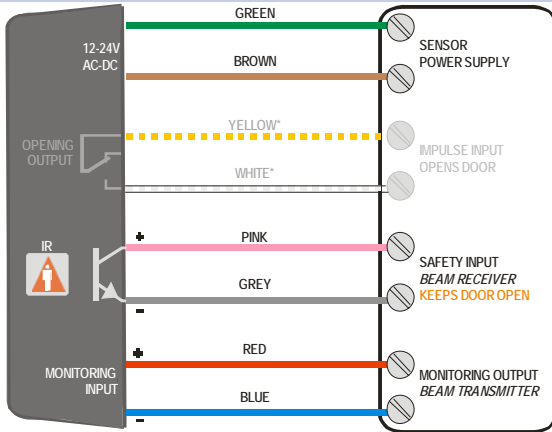 GREEN
12-24V
AC-DC
SENSOR
POWER SUPPLY
BROWN
YELLOW*
OPENING
OUTPUT
IMPULSE INPUT
OPENS DOOR
WHITE*
+
PINK
IR
SAFETY INPUT
BEAM RECEIVER
KEEPS DOOR OPEN
GREY
-
+
RED
MONITORING
INPUT
MONITORING OUTPUT
BEAM TRANSMITTER
BLUE
-